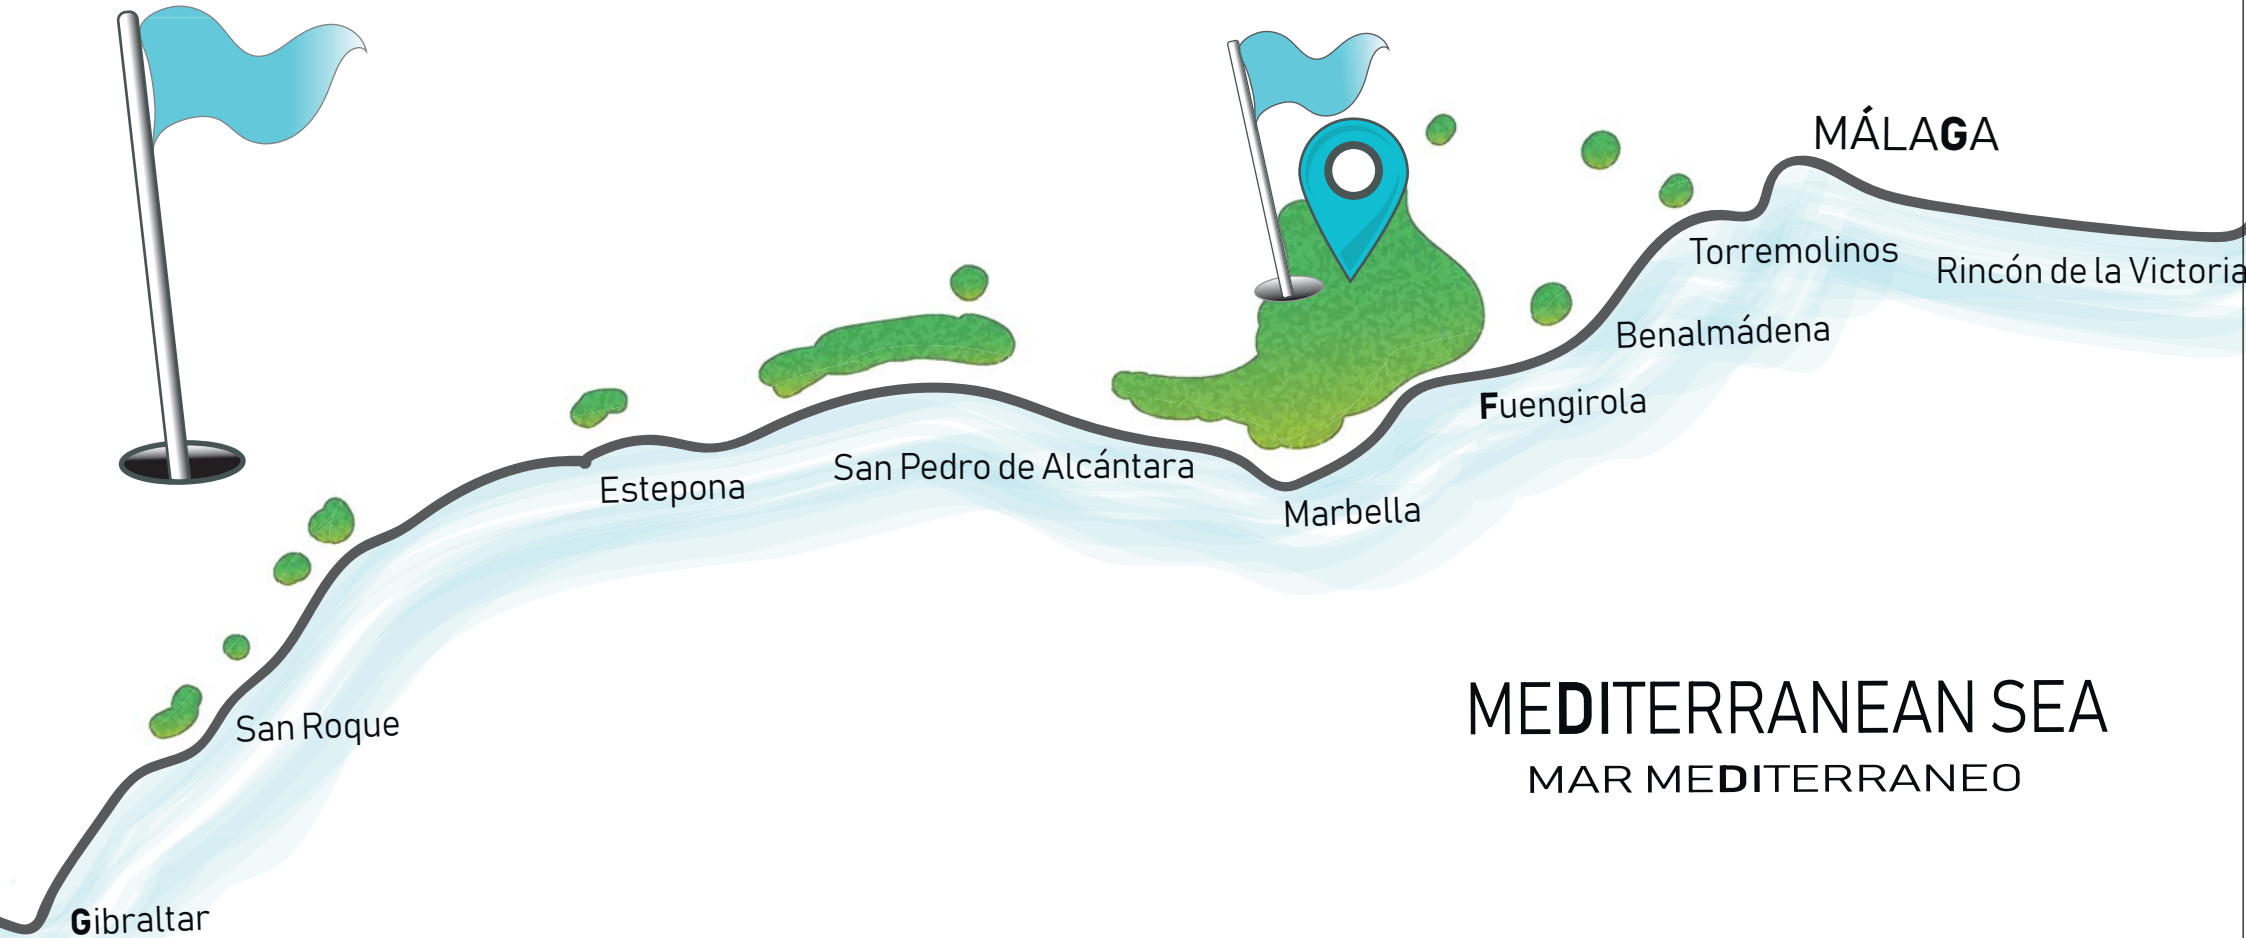 MÁLAGA
Torremolinos
Rincón de la Victoria
Benalmádena
Fuengirola
San Pedro de Alcántara
Estepona
Marbella
San Roque
MEDITERRANEAN SEA
MAR MEDITERRANEO
Gibraltar